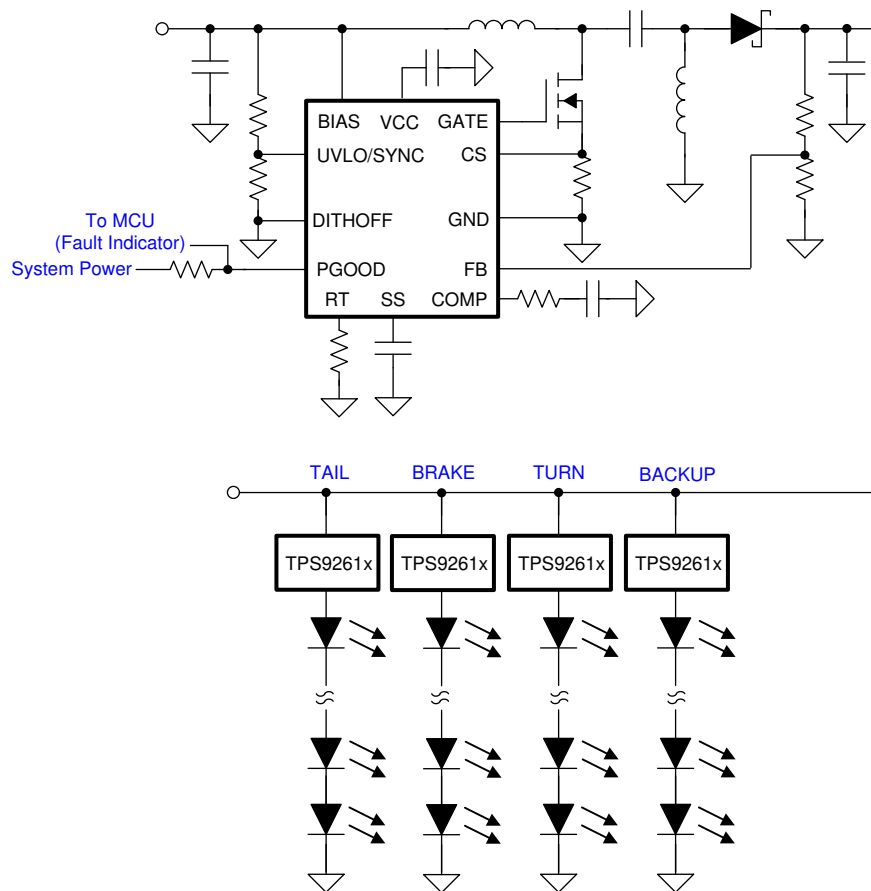 BIAS
VCC
GATE
UVLO/SYNC
CS
DITHOFF
GND
To MCU
(Fault Indicator)
System Power
PGOOD
FB
RT
SS
COMP
TAIL
BRAKE
TURN
BACKUP
TPS9261x
TPS9261x
TPS9261x
TPS9261x